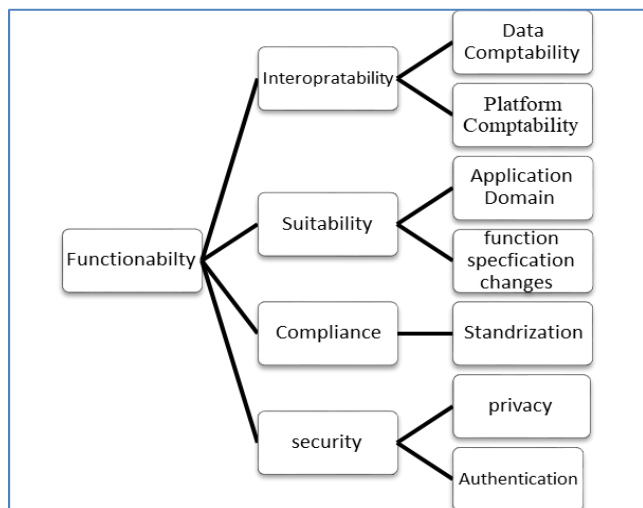 Data
Comptability
Interopratability
Platform
Comptability
Application
Domain
Suitability
function
specfication
changes
Functionabilty
Compliance
Standrization
privacy
security
Authentication